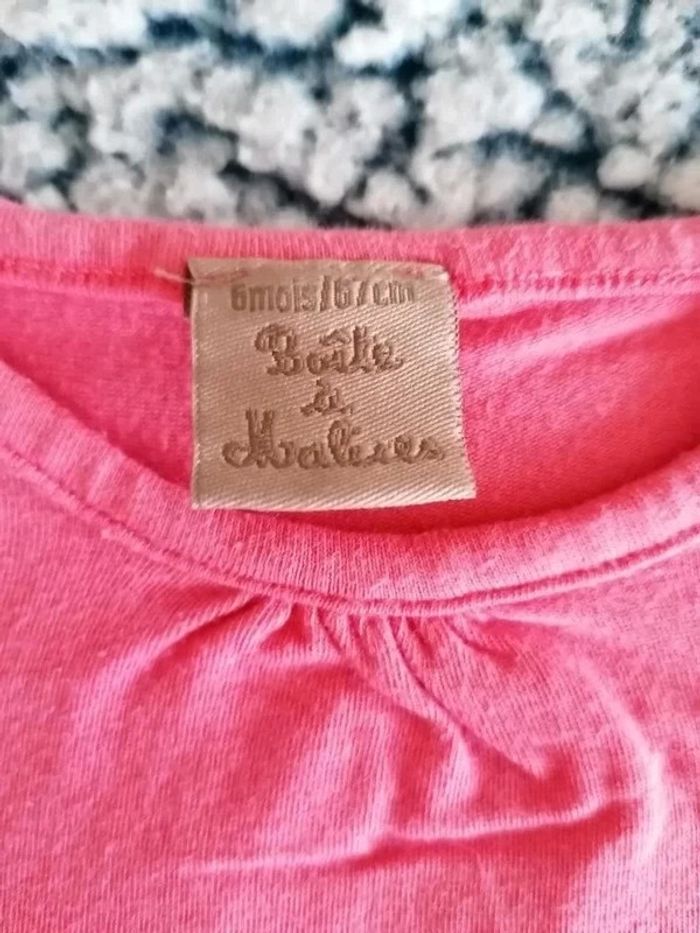 6mois/67cm
Boîte
à
Malices